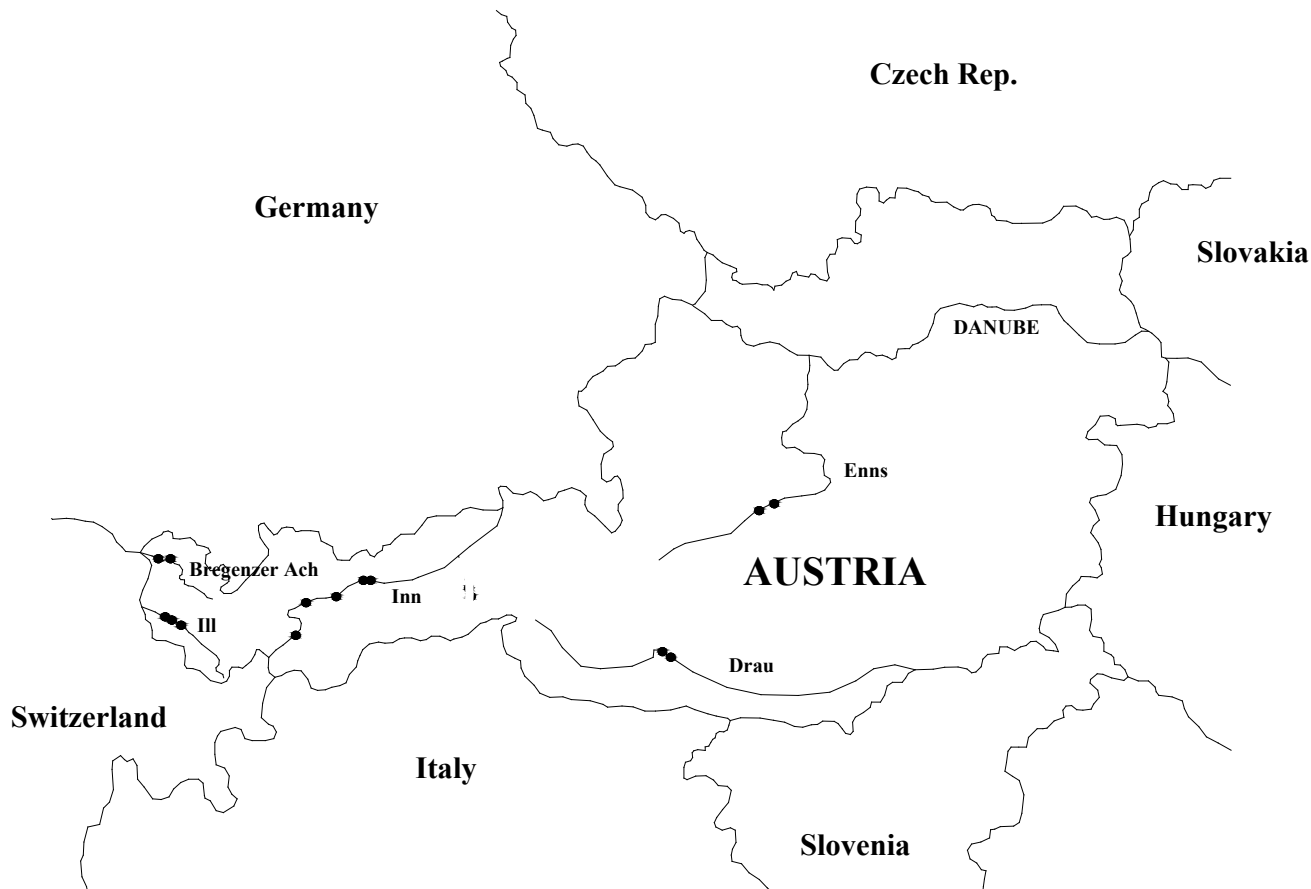 Czech Rep.
Germany
Slovakia
DANUBE
Enns
Hungary
Bregenzer Ach
AUSTRIA
Inn
Ill
Drau
Switzerland
Italy
Slovenia